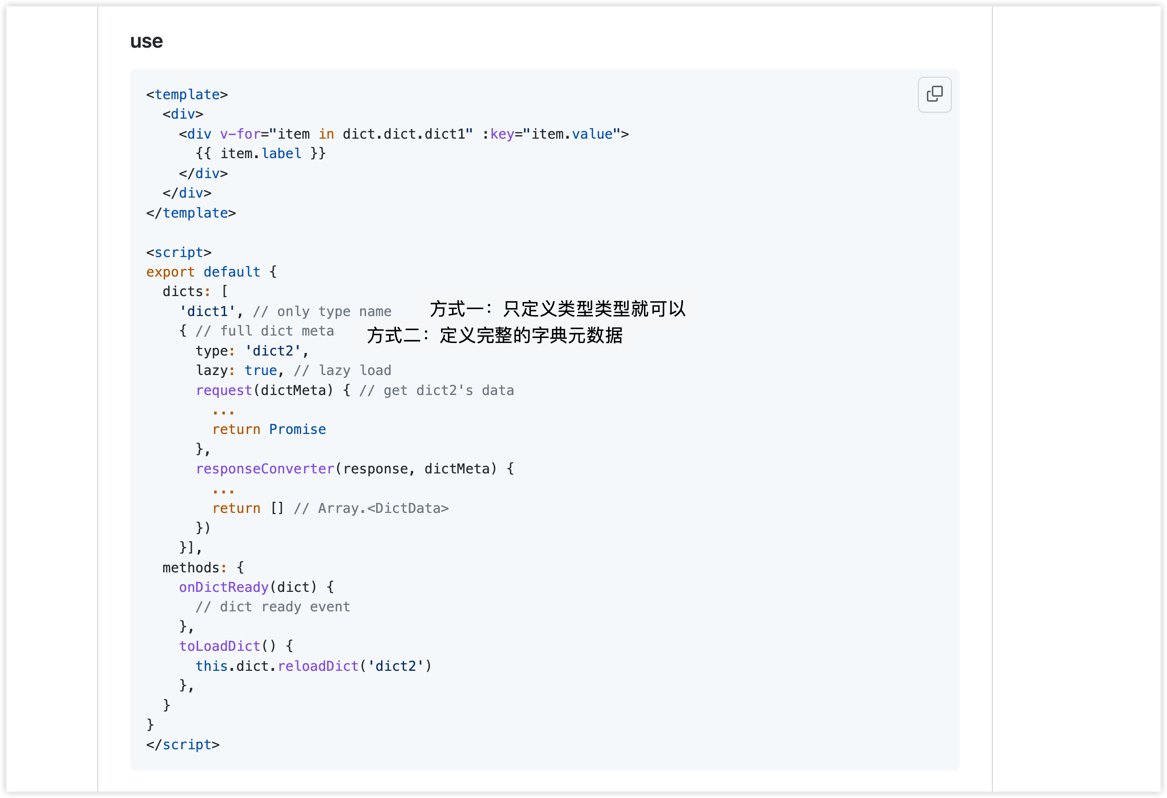 use
<template>
  <div>
    <div v-for="item in dict.dict.dict1" :key="item.value">
      {{ item.label }}
    </div>
  </div>
</template>

<script>
export default {
  dicts: [
    'dict1', // only type name 方式一：只定义类型类型就可以
    { // full dict meta 方式二：定义完整的字典元数据
      type: 'dict2',
      lazy: true, // lazy load
      request(dictMeta) { // get dict2's data
        ...
        return Promise
      },
      responseConverter(response, dictMeta) {
        ...
        return [] // Array.<DictData>
      })
    }],
  methods: {
    onDictReady(dict) {
      // dict ready event
    },
    toLoadDict() {
      this.dict.reloadDict('dict2')
    },
  }
}
</script>